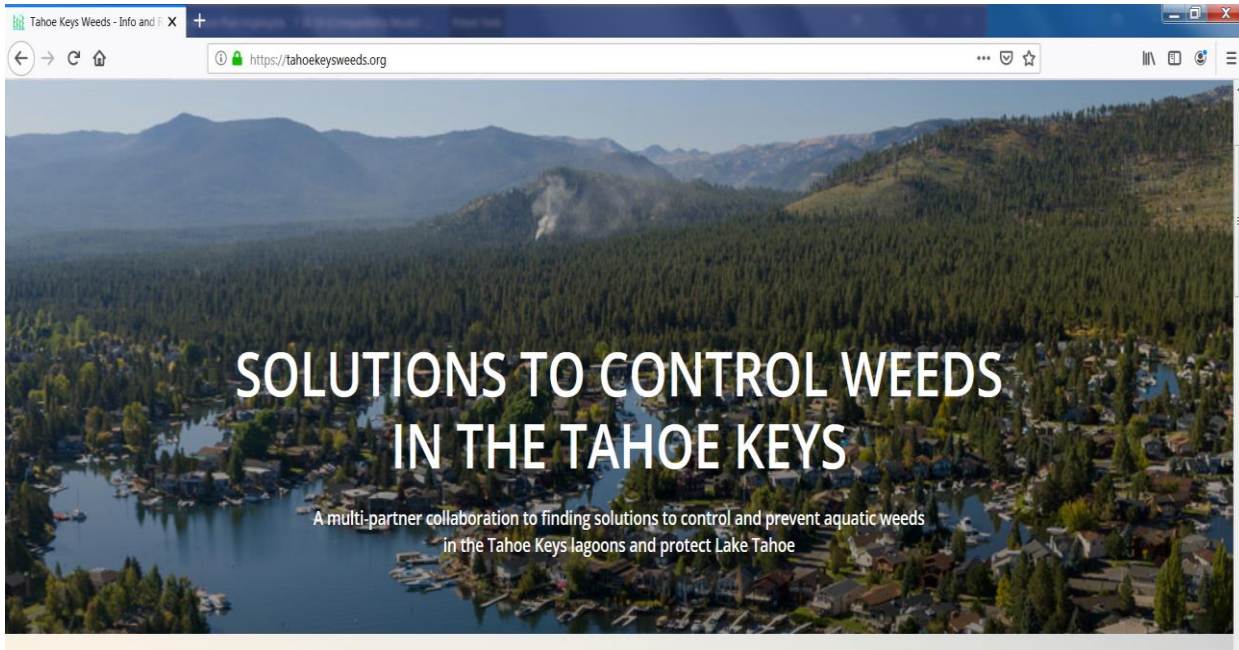 Tahoe Keys Weeds - Info and R
https://tahoekeysweeds.org
SOLUTIONS TO CONTROL WEEDS
IN THE TAHOE KEYS
A multi-partner collaboration to finding solutions to control and prevent aquatic weeds
in the Tahoe Keys lagoons and protect Lake Tahoe